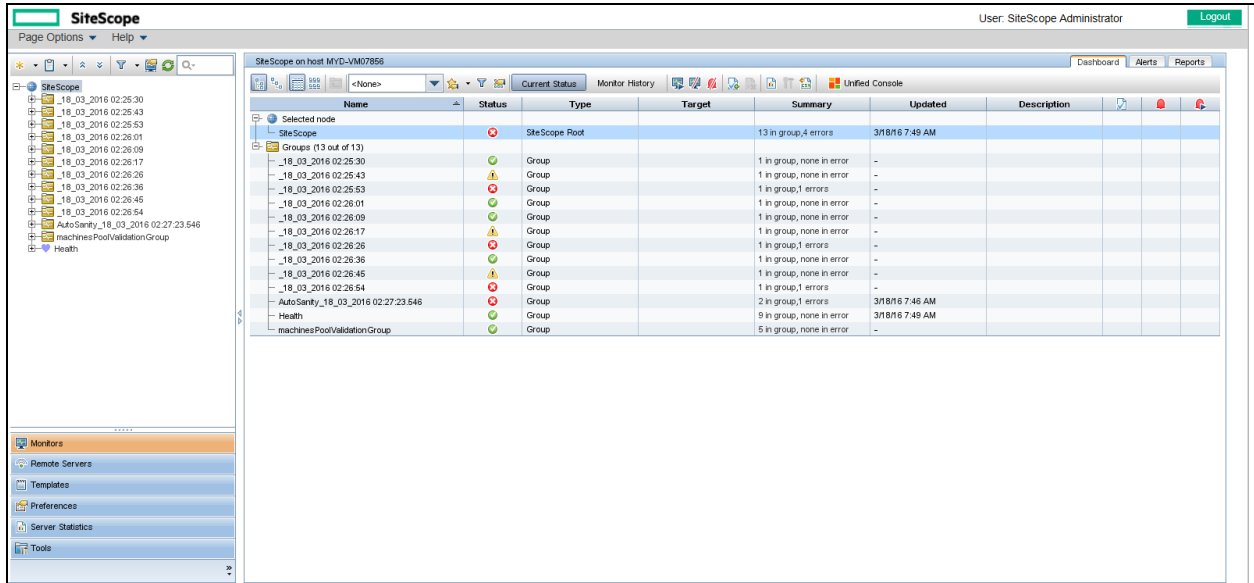 SiteScope
User: SiteScope Administrator
Logout
Page Options Help
SiteScope
_18_03_2016 02:25:30
_18_03_2016 02:25:43
_18_03_2016 02:25:53
_18_03_2016 02:26:01
_18_03_2016 02:26:09
_18_03_2016 02:26:17
_18_03_2016 02:26:26
_18_03_2016 02:26:36
_18_03_2016 02:26:45
_18_03_2016 02:26:54
AutoSanity_18_03_2016 02:27:23.546
machinesPoolValidationGroup
Health
Monitors
Remote Servers
Templates
Preferences
Server Statistics
Tools
SiteScope on host MYD-VM07856
Dashboard Alerts Reports
<None> Current Status Monitor History Unified Console
Name Status Type Target Summary Updated Description
Selected node
SiteScope SiteScope Root 13 in group,4 errors 3/18/16 7:49 AM
Groups (13 out of 13)
_18_03_2016 02:25:30 Group 1 in group, none in error -
_18_03_2016 02:25:43 Group 1 in group, none in error -
_18_03_2016 02:25:53 Group 1 in group,1 errors -
_18_03_2016 02:26:01 Group 1 in group, none in error -
_18_03_2016 02:26:09 Group 1 in group, none in error -
_18_03_2016 02:26:17 Group 1 in group, none in error -
_18_03_2016 02:26:26 Group 1 in group,1 errors -
_18_03_2016 02:26:36 Group 1 in group, none in error -
_18_03_2016 02:26:45 Group 1 in group, none in error -
_18_03_2016 02:26:54 Group 1 in group,1 errors -
AutoSanity_18_03_2016 02:27:23.546 Group 2 in group,1 errors 3/18/16 7:46 AM
Health Group 9 in group, none in error 3/18/16 7:49 AM
machinesPoolValidationGroup Group 5 in group, none in error -